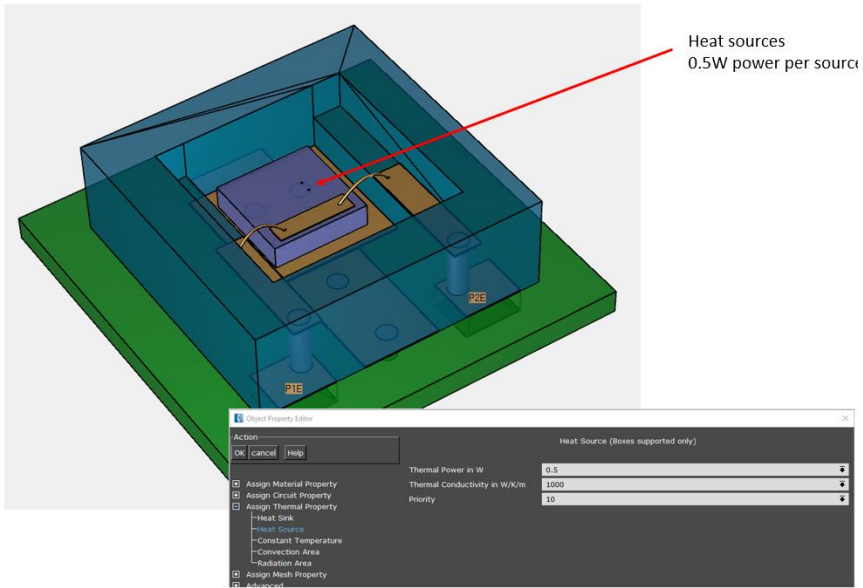 Heat sources
0.5W power per source
P2E
P1E
Object Property Editor
Action
OK cancel Help
Heat Source (Boxes supported only)
Thermal Power in W 0.5
Thermal Conductivity in W/K/m 1000
Priority 10
Assign Material Property
Assign Circuit Property
Assign Thermal Property
Heat Sink
Heat Source
Constant Temperature
Convection Area
Radiation Area
Assign Mesh Property
Advanced